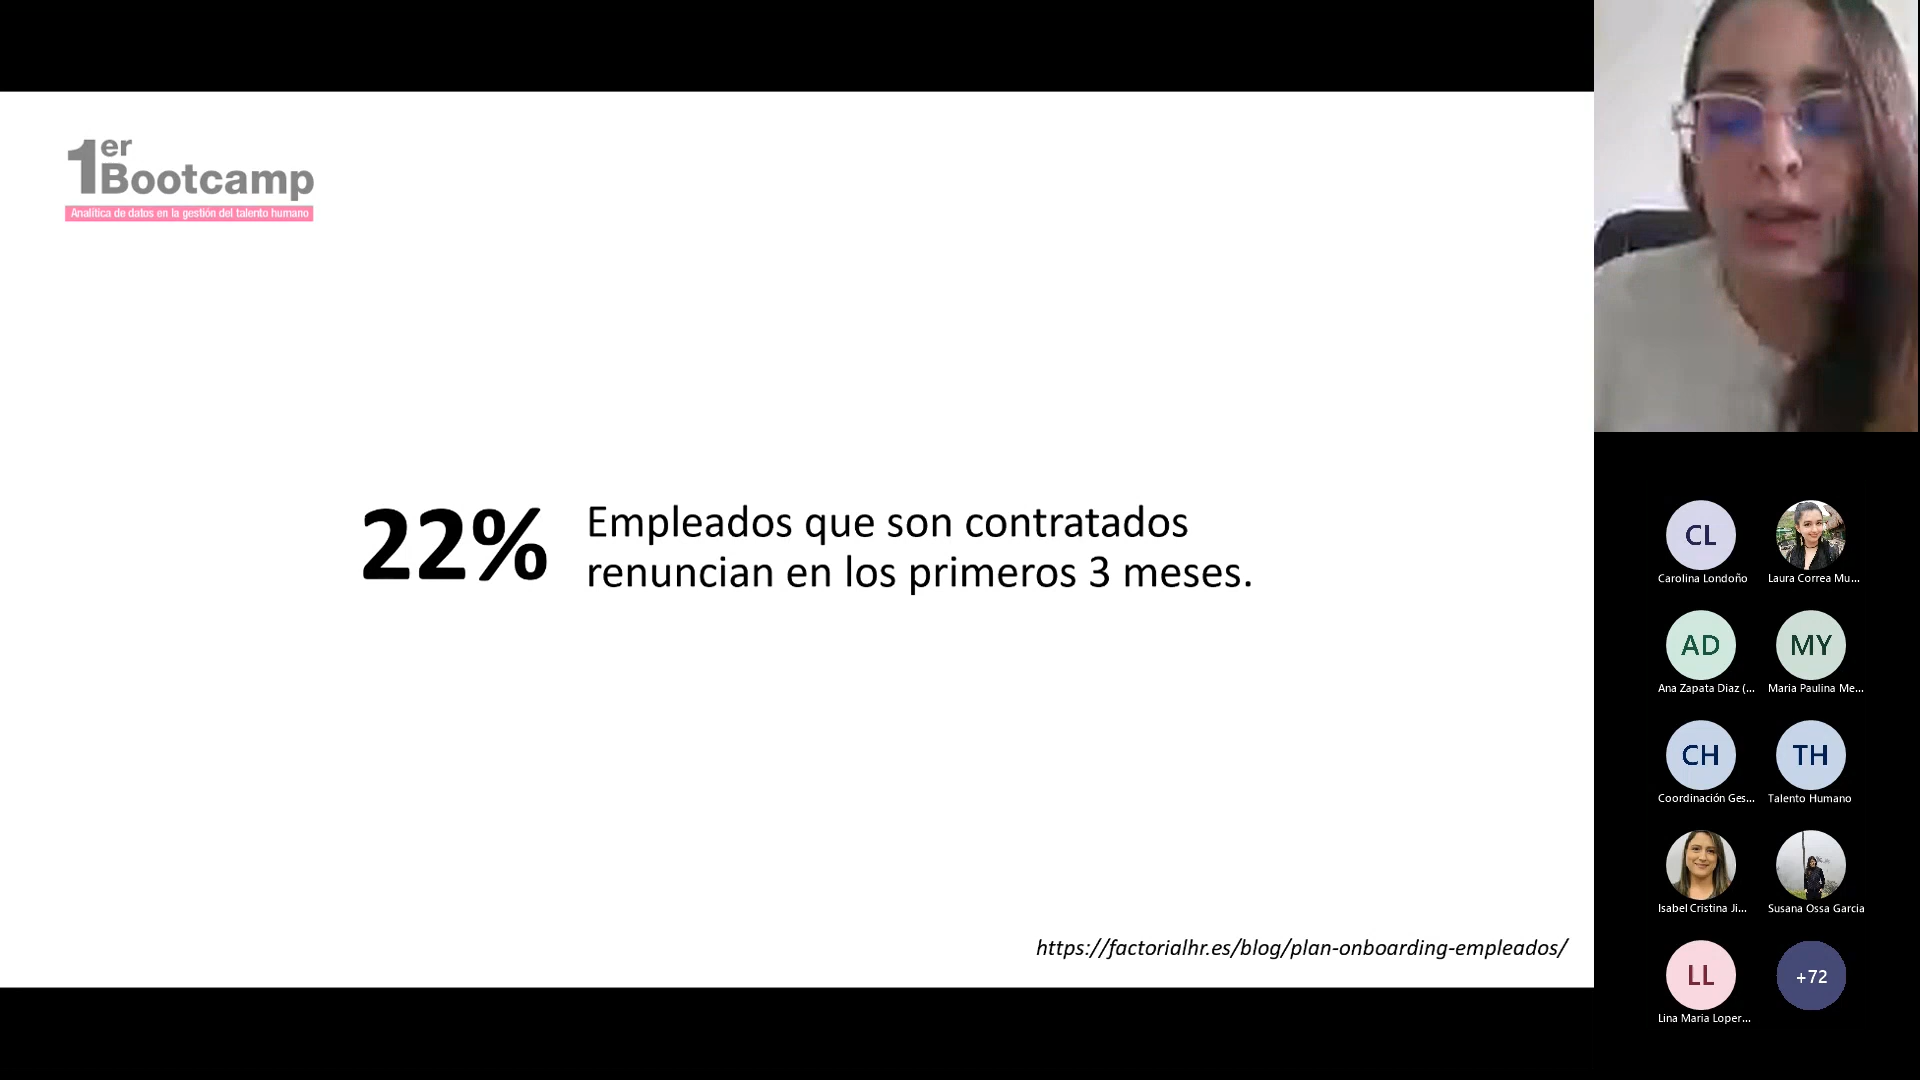 1er
Bootcamp
Analítica de datos en la gestión del talento humano
22%
Empleados que son contratados
renuncian en los primeros 3 meses.
https://factorialhr.es/blog/plan-onboarding-empleados/
CL
Carolina Londoño
Laura Correa Mu...
AD
Ana Zapata Diaz (...
MY
Maria Paulina Me...
CH
Coordinación Ges...
TH
Talento Humano
Isabel Cristina Ji...
Susana Ossa Garcia
LL
Lina Maria Loper...
+72